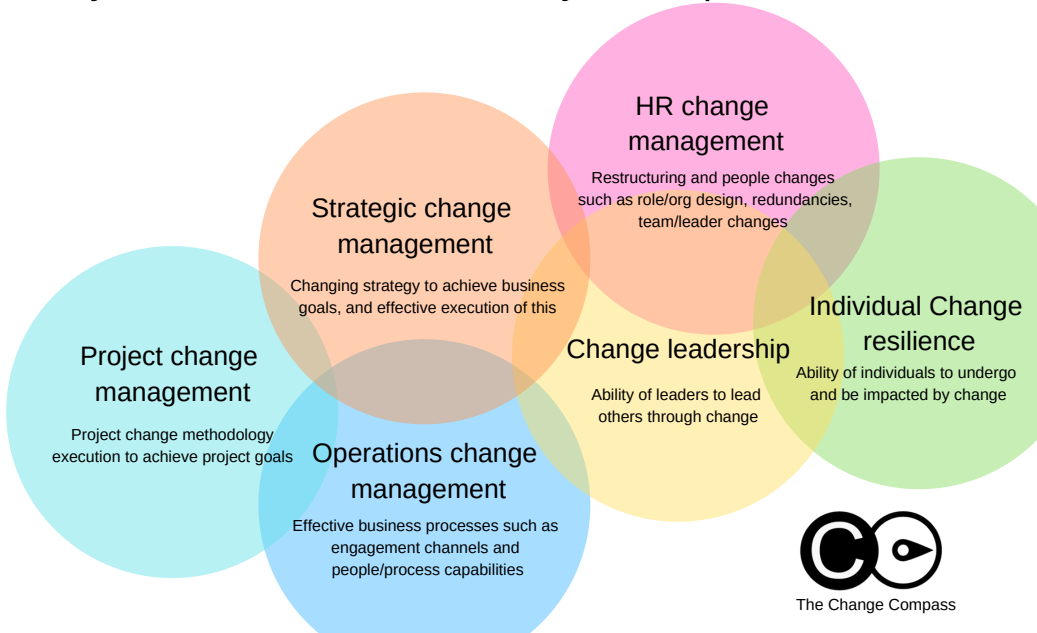 HR change
management
Restructuring and people changes
such as role/org design, redundancies,
team/leader changes
Strategic change
management
Changing strategy to achieve business
goals, and effective execution of this
Individual Change
resilience
Ability of individuals to undergo
and be impacted by change
Project change
management
Project change methodology
execution to achieve project goals
Change leadership
Ability of leaders to lead
others through change
Operations change
management
Effective business processes such as
engagement channels and
people/process capabilities
The Change Compass